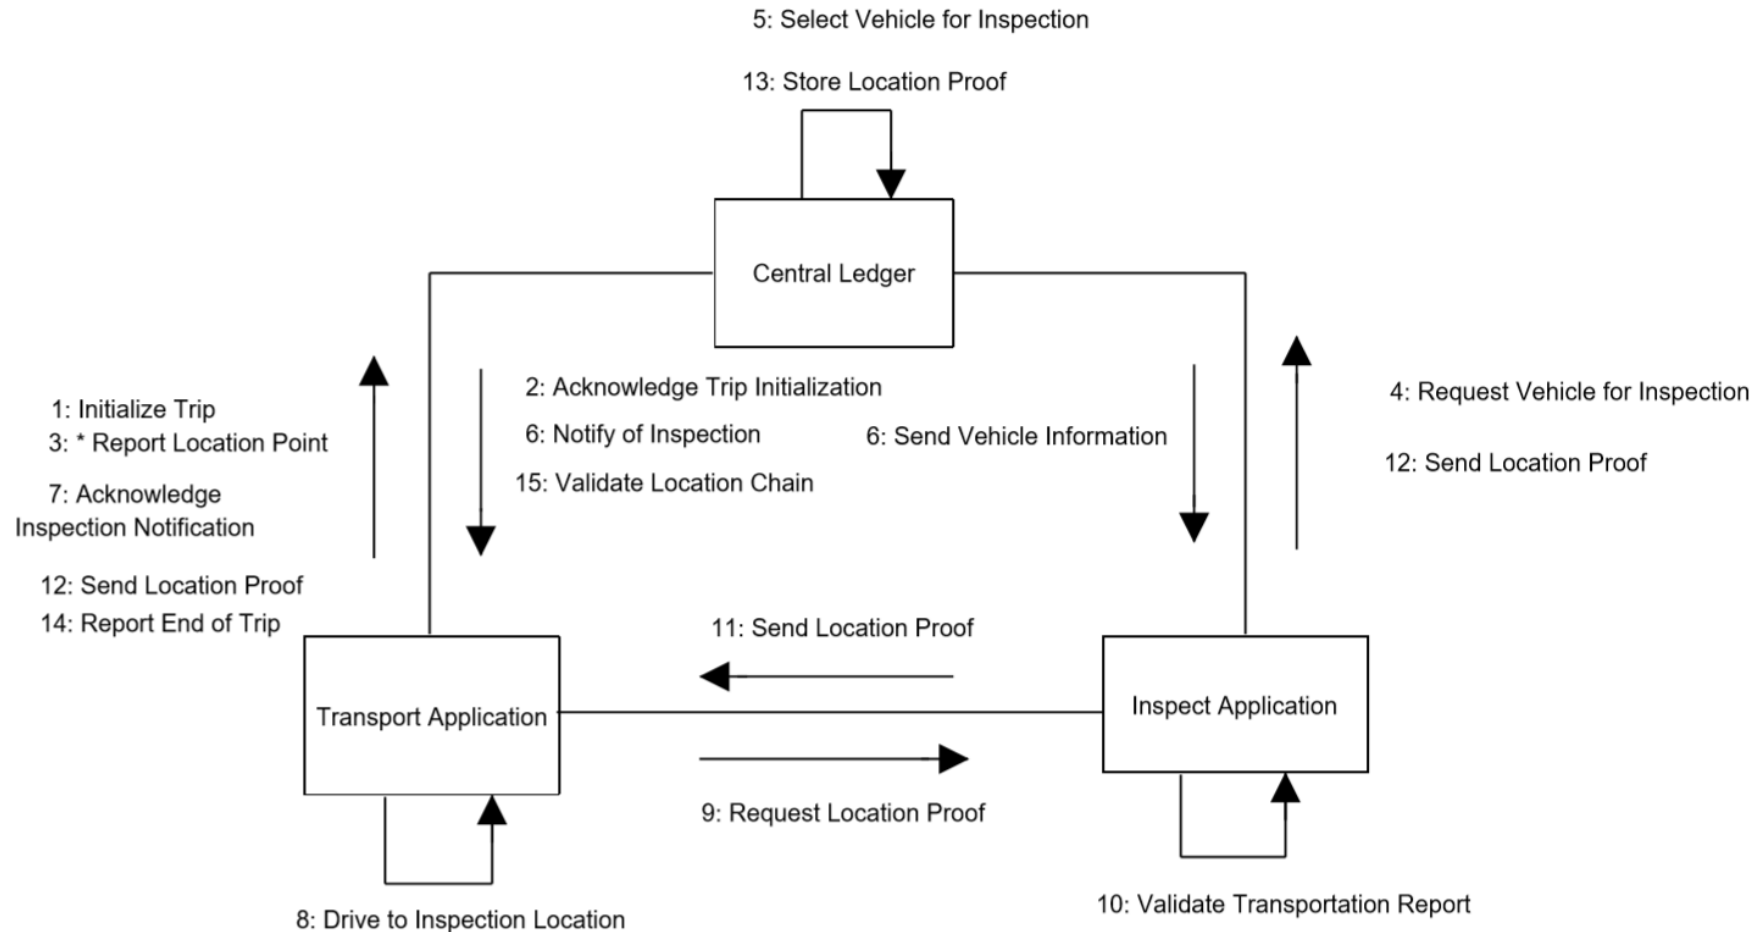 5: Select Vehicle for Inspection
13: Store Location Proof
Central Ledger
1: Initialize Trip
3: * Report Location Point
7: Acknowledge
Inspection Notification
12: Send Location Proof
14: Report End of Trip
2: Acknowledge Trip Initialization
6: Notify of Inspection
15: Validate Location Chain
6: Send Vehicle Information
4: Request Vehicle for Inspection
12: Send Location Proof
11: Send Location Proof
Transport Application
Inspect Application
9: Request Location Proof
8: Drive to Inspection Location
10: Validate Transportation Report